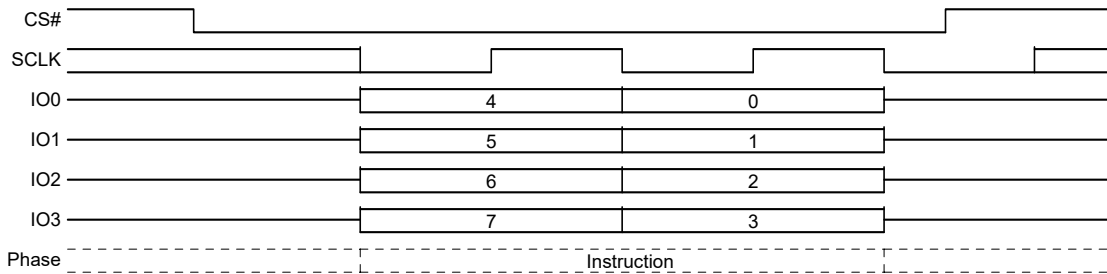 CS#
SCLK
IO0 4 0
IO1 5 1
IO2 6 2
IO3 7 3
Phase Instruction